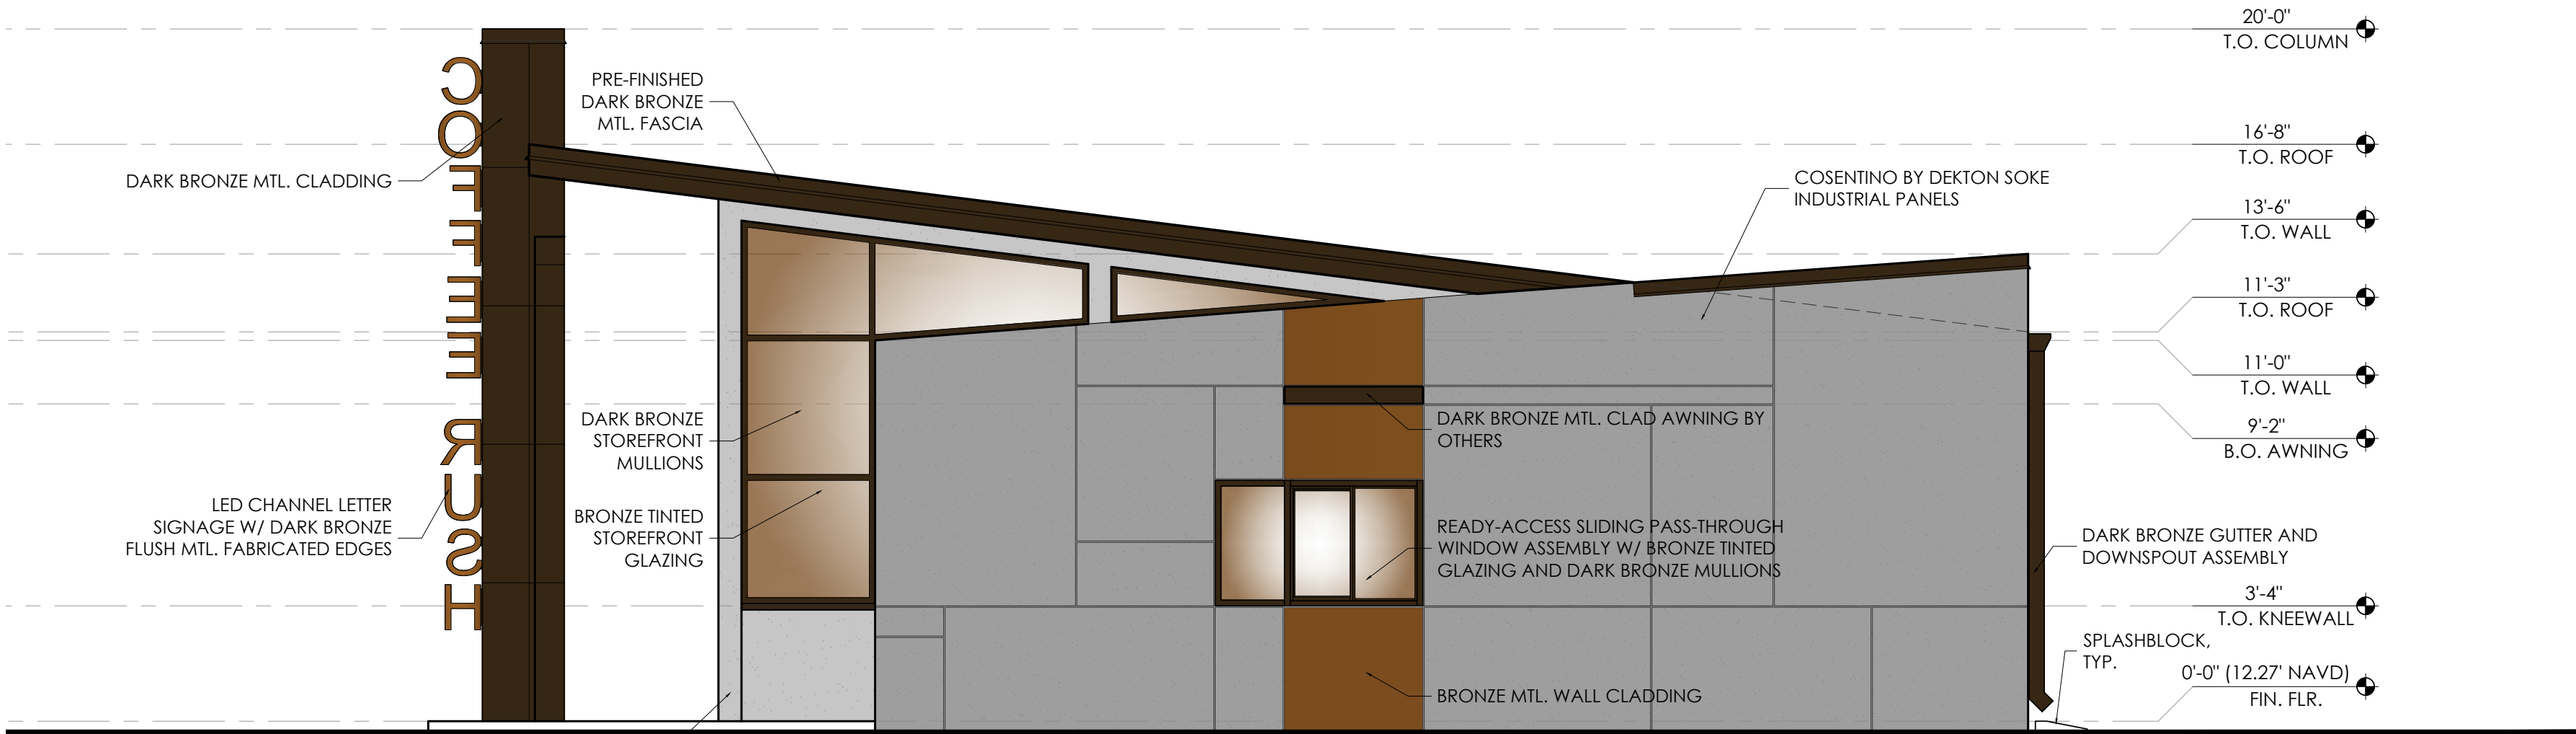 20'-0"
T.O. COLUMN
16'-8"
T.O. ROOF
13'-6"
T.O. WALL
11'-3"
T.O. ROOF
11'-0"
T.O. WALL
9'-2"
B.O. AWNING
3'-4"
T.O. KNEEWALL
0'-0" (12.27' NAVD)
FIN. FLR.
COFFEE RUSH
DARK BRONZE MTL. CLADDING
LED CHANNEL LETTER
SIGNAGE W/ DARK BRONZE
FLUSH MTL. FABRICATED EDGES
PRE-FINISHED
DARK BRONZE
MTL. FASCIA
DARK BRONZE
STOREFRONT
MULLIONS
BRONZE TINTED
STOREFRONT
GLAZING
COSENTINO BY DEKTON SOKE
INDUSTRIAL PANELS
DARK BRONZE MTL. CLAD AWNING BY
OTHERS
READY-ACCESS SLIDING PASS-THROUGH
WINDOW ASSEMBLY W/ BRONZE TINTED
GLAZING AND DARK BRONZE MULLIONS
BRONZE MTL. WALL CLADDING
DARK BRONZE GUTTER AND
DOWNSPOUT ASSEMBLY
SPLASHBLOCK,
TYP.